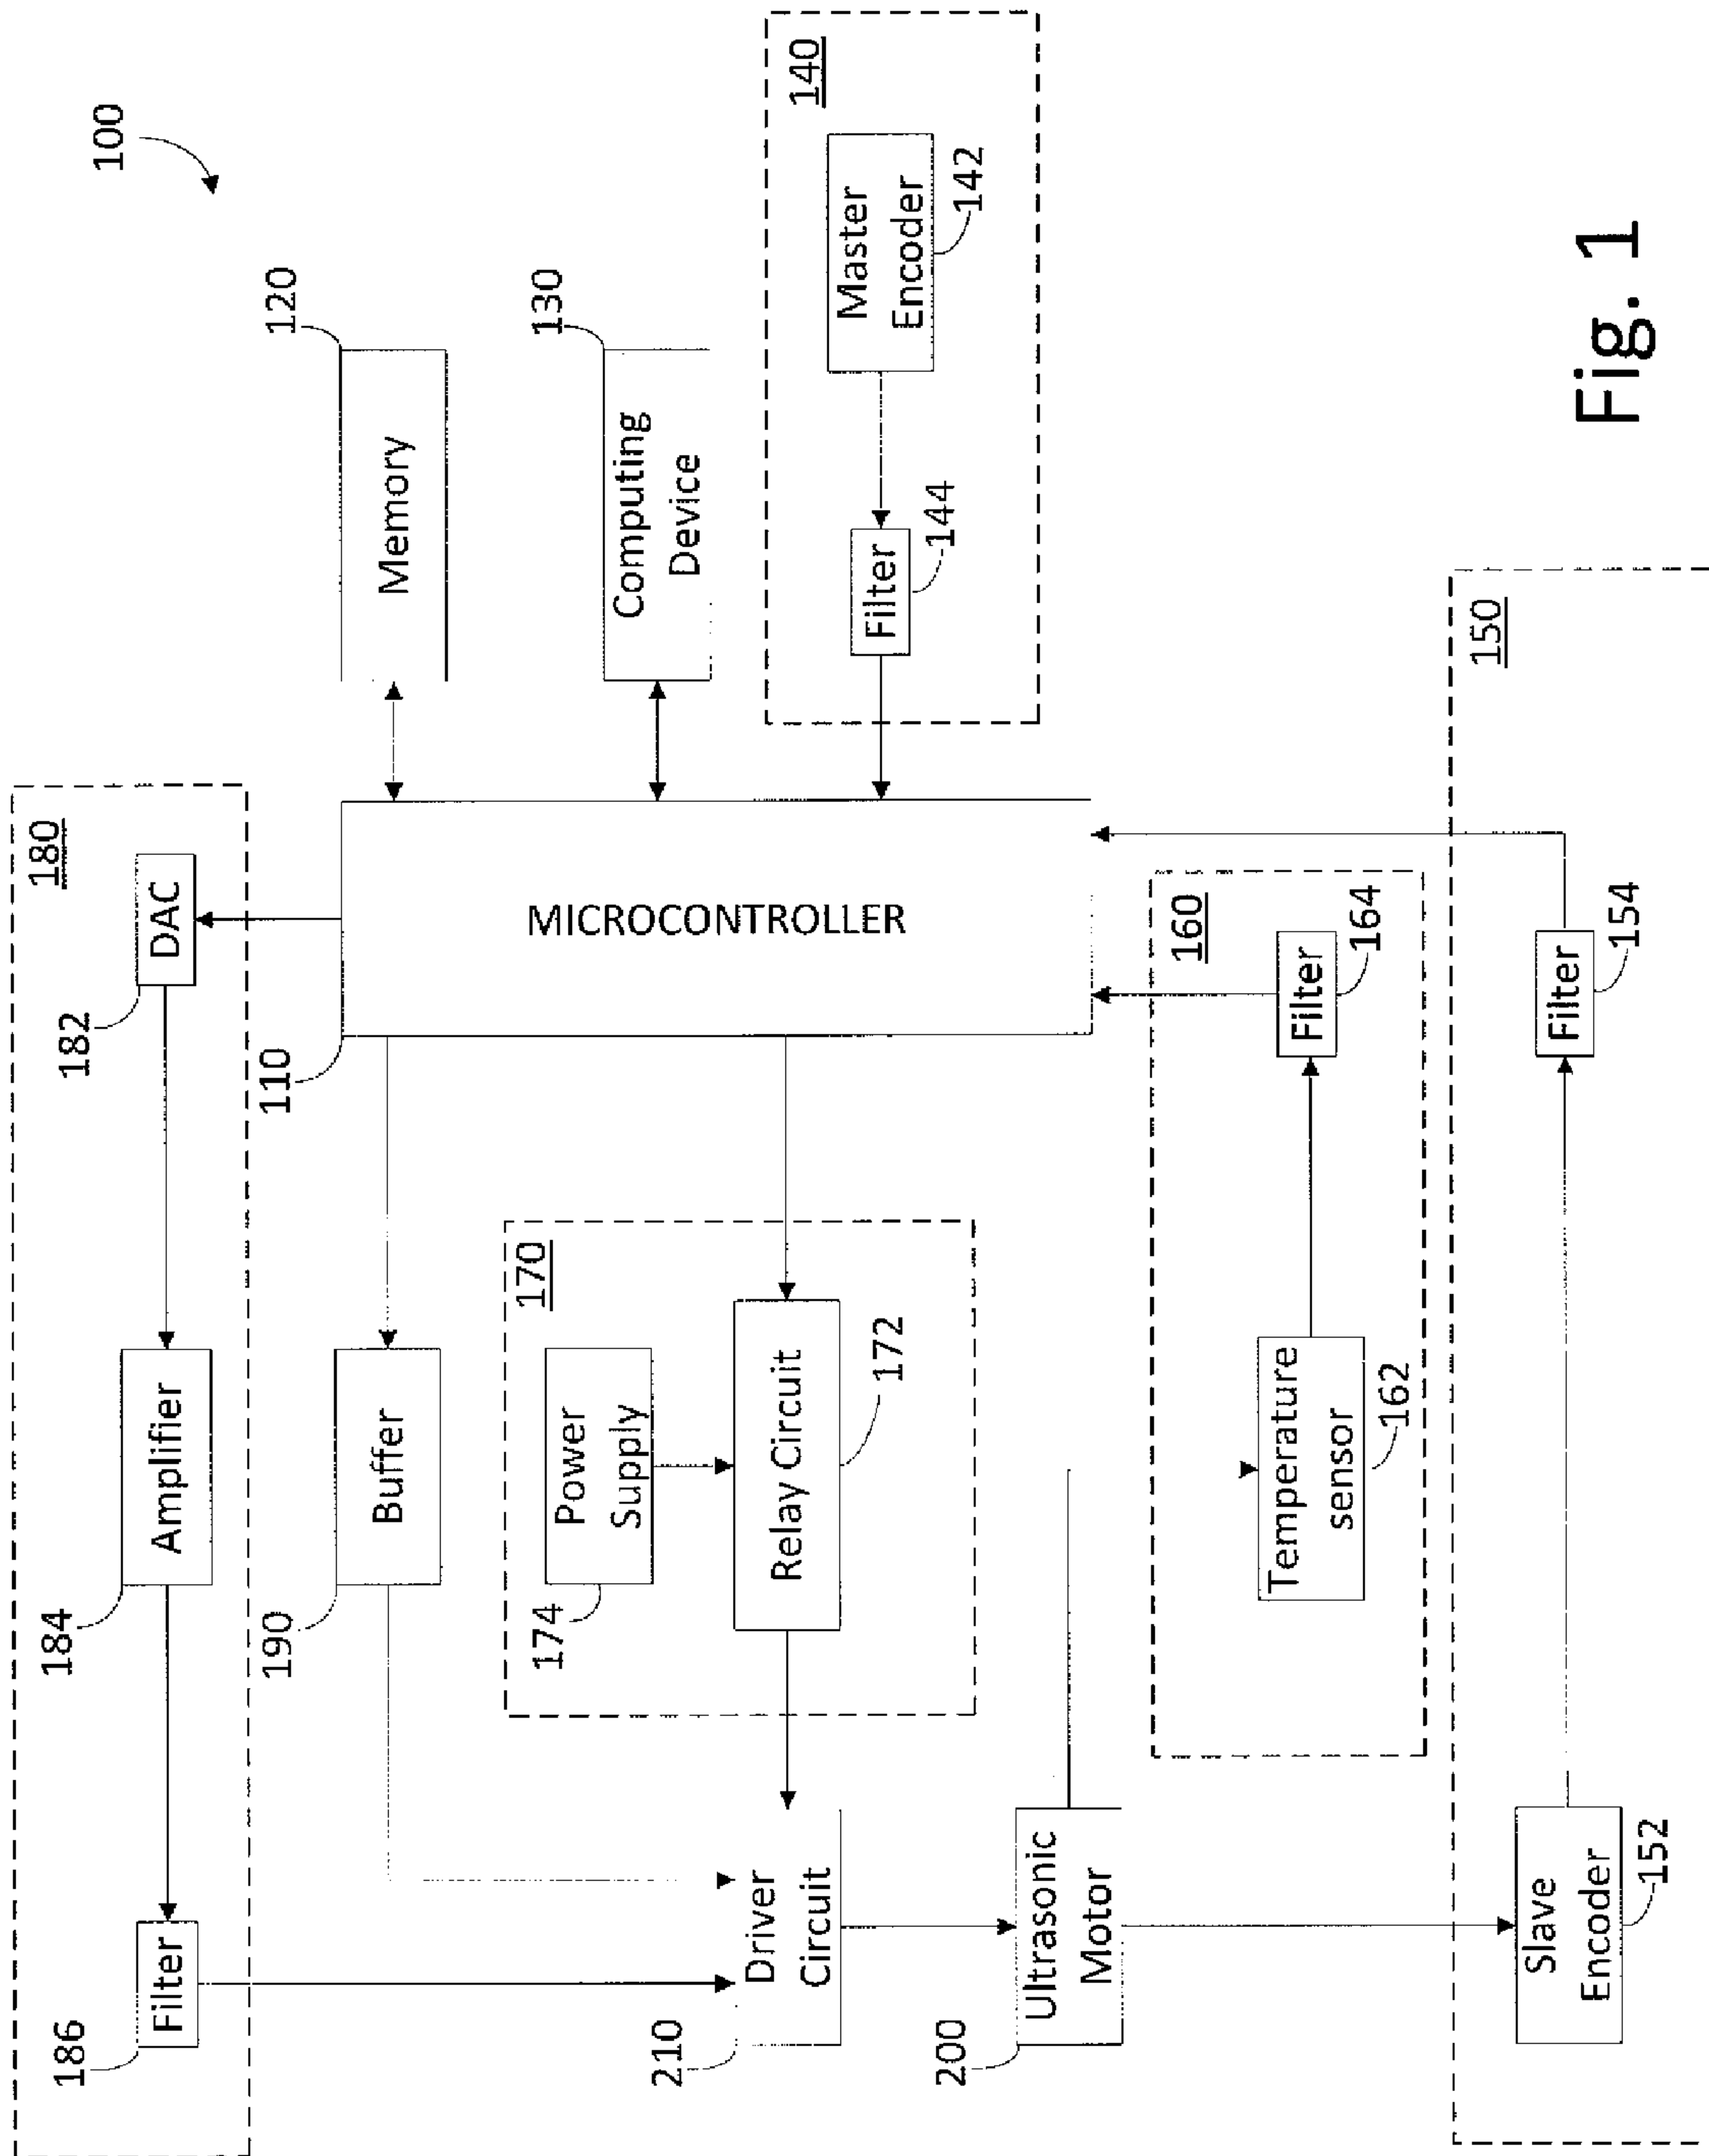 100
180
DAC
182
Amplifier
184
Filter
186
120
Memory
110
MICROCONTROLLER
Buffer
190
130
Computing
Device
170
Power
Supply
174
Relay Circuit
172
Driver
Circuit
210
140
Master
Encoder
142
Filter
144
Ultrasonic
Motor
200
160
Filter
164
Temperature
sensor
162
150
Filter
154
Slave
Encoder
152
Fig. 1